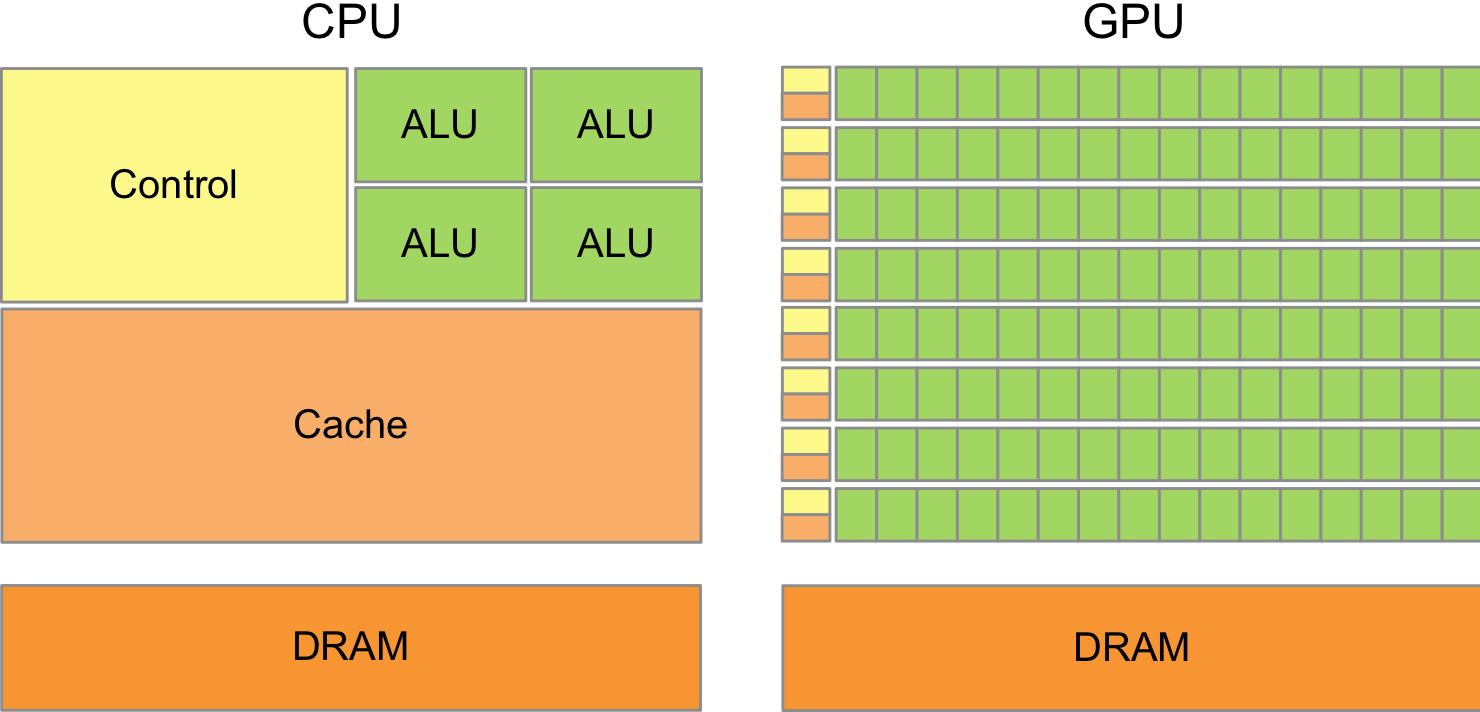 CPU
GPU
Control
ALU
ALU
ALU
ALU
Cache
DRAM
DRAM